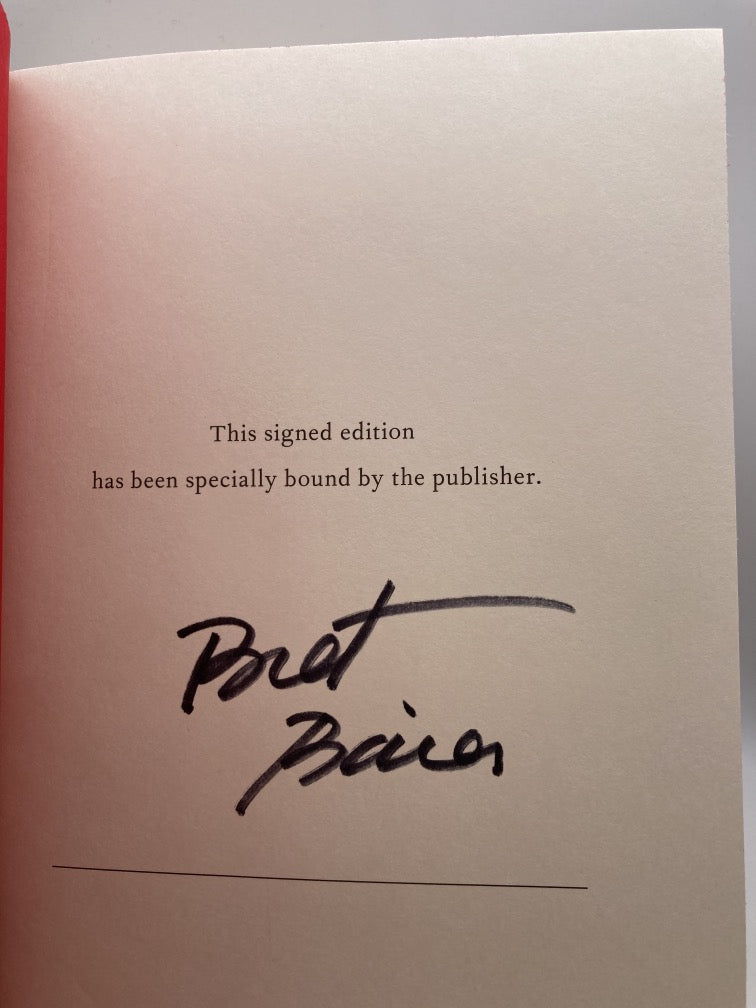 This signed edition
has been specially bound by the publisher.
Bret
Baier